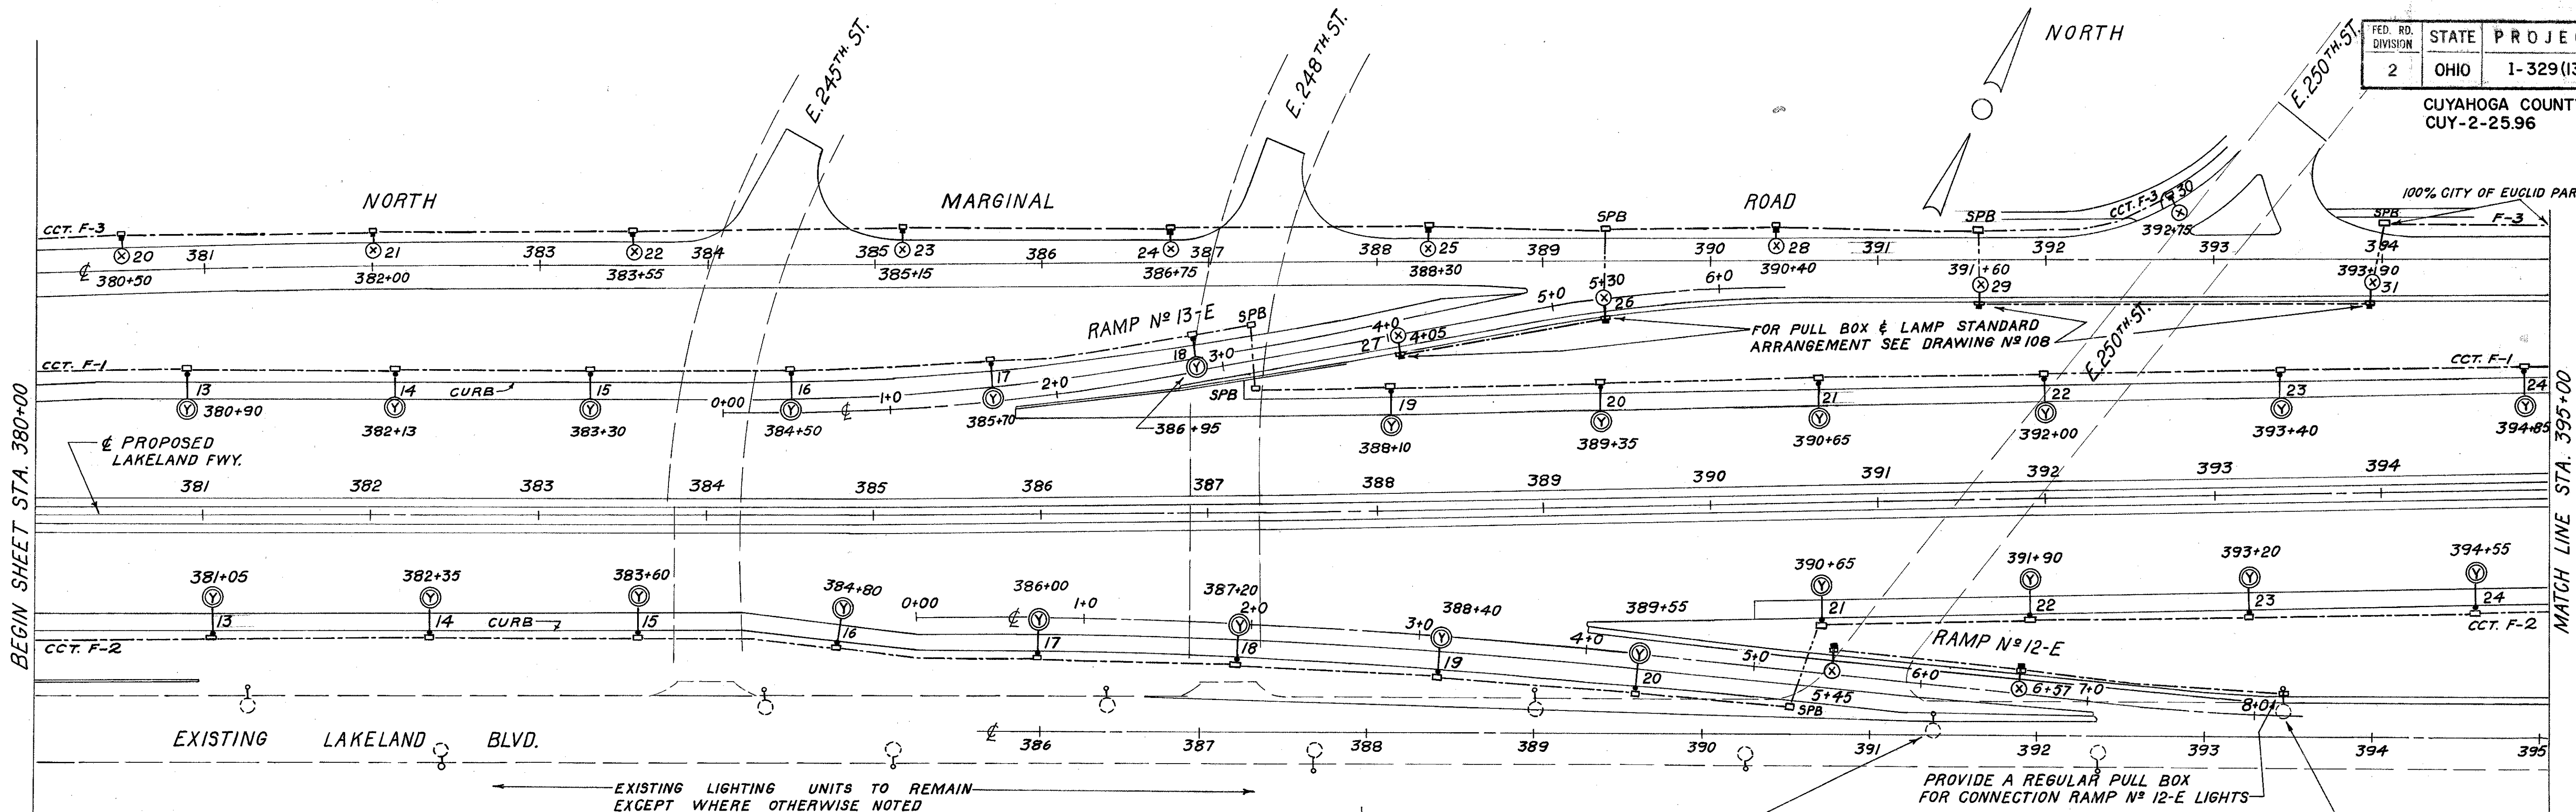 FED. RD. DIVISION STATE PROJEC
2 OHIO I-329(13
CUYAHOGA COUNT
CUY-2-25.96
NORTH
E. 245TH. ST.
E. 248TH. ST.
E. 250TH. ST.
NORTH MARGINAL ROAD
100% CITY OF EUCLID PAR
CCT. F-3
CCT. F-3
30
SPB SPB SPB F-3
20 381 21 383 22 384 385 23 386 24 387 388 25 389 390 28 391 392 392+75 393 394
₵ 380+50 382+00 383+55 385+15 386+75 388+30 390+40 391+60 393+90
29 31
5+30 6+0
5+0 26
RAMP Nº 13-E SPB
4+0 4+05
27
FOR PULL BOX & LAMP STANDARD
ARRANGEMENT SEE DRAWING Nº 108
E. 250TH. ST.
CCT. F-1 CCT. F-1
13 14 CURB 15 16 17 18 3+0
0+00 ₵ 1+0 2+0
SPB 19 20 21 22 23 24
380+90 382+13 383+30 384+50 385+70 386+95 388+10 389+35 390+65 392+00 393+40 394+85
BEGIN SHEET STA. 380+00
MATCH LINE STA. 395+00
₵ PROPOSED
LAKELAND FWY.
381 382 383 384 385 386 387 388 389 390 391 392 393 394
381+05 382+35 383+60 384+80 386+00 387+20 388+40 389+55 390+65 391+90 393+20 394+55
Y Y Y Y Y Y Y Y Y Y Y Y
0+00 ₵ 1+0 2+0 3+0 4+0 5+0 6+0 7+0
13 14 CURB 15 16 17 18 19 20 21 22 23 24
CCT. F-2 CCT. F-2
RAMP Nº 12-E
5+45 6+57 8+01
SPB
EXISTING LAKELAND BLVD.
₵ 386 387 388 389 390 391 392 393 394 395
EXISTING LIGHTING UNITS TO REMAIN
EXCEPT WHERE OTHERWISE NOTED
PROVIDE A REGULAR PULL BOX
FOR CONNECTION RAMP Nº 12-E LIGHTS